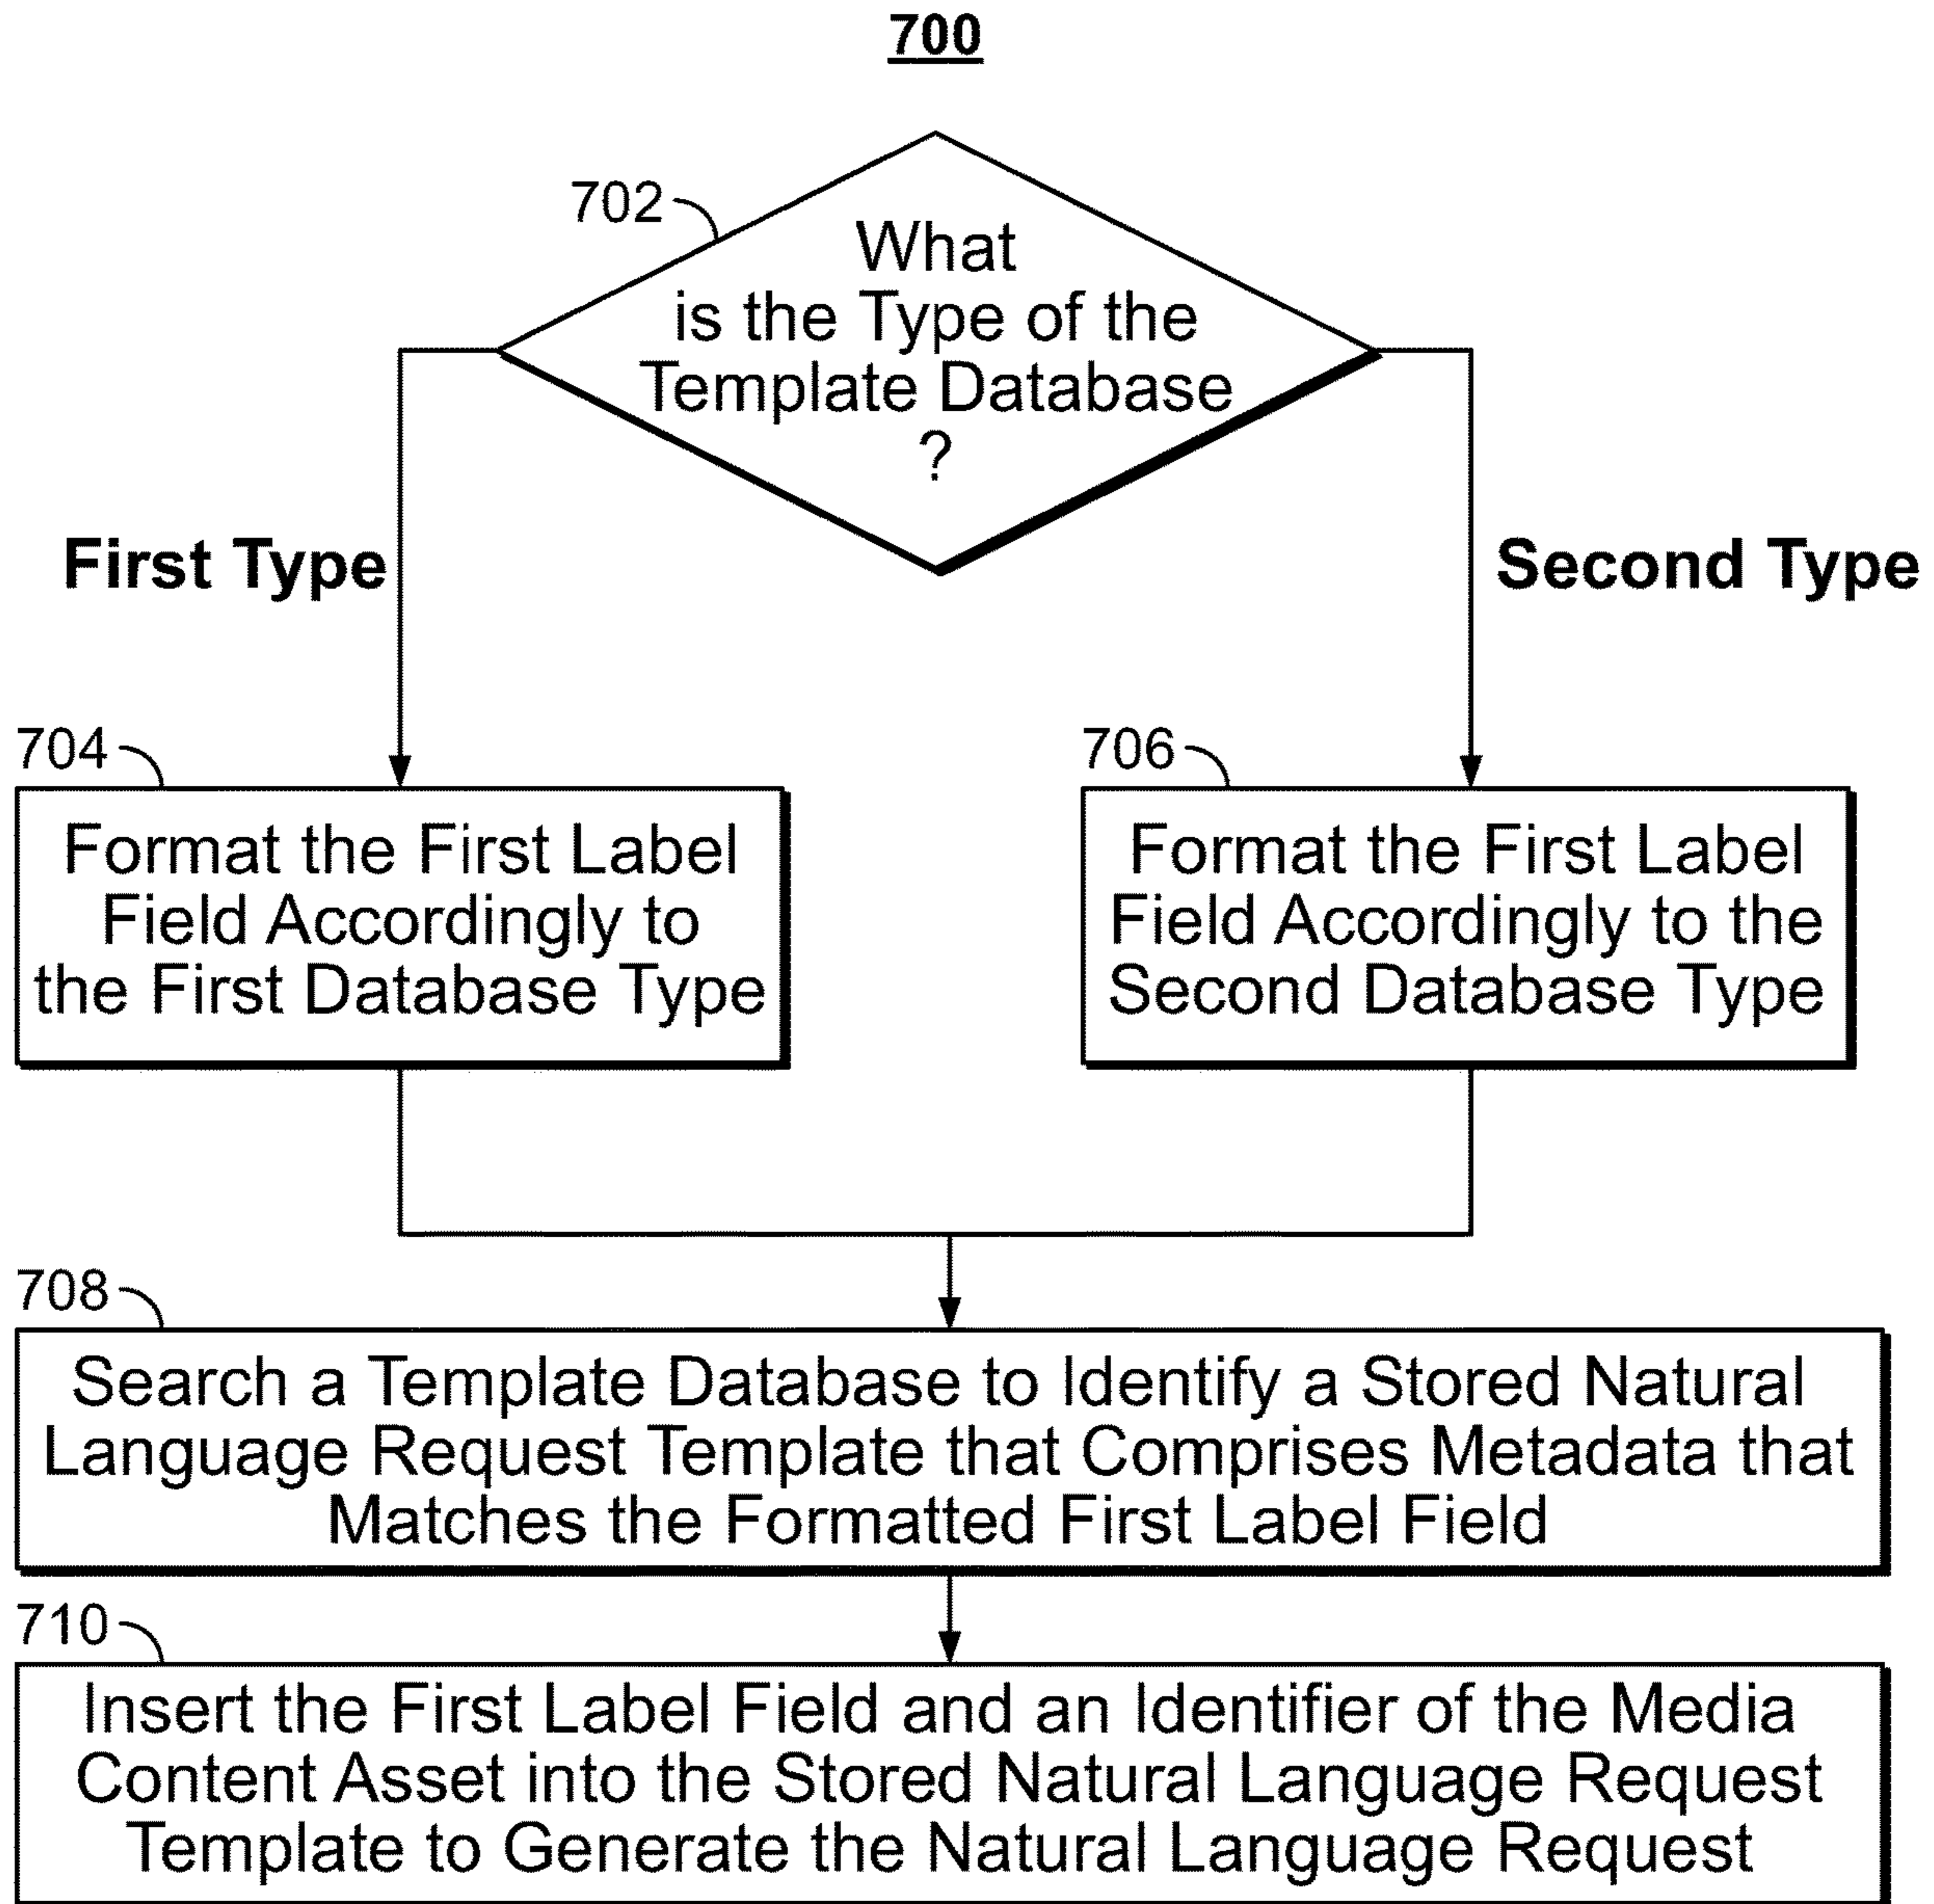 700
702
What
is the Type of the
Template Database
?
First Type
Second Type
704
Format the First Label
Field Accordingly to
the First Database Type
706
Format the First Label
Field Accordingly to the
Second Database Type
708
Search a Template Database to Identify a Stored Natural
Language Request Template that Comprises Metadata that
Matches the Formatted First Label Field
710
Insert the First Label Field and an Identifier of the Media
Content Asset into the Stored Natural Language Request
Template to Generate the Natural Language Request